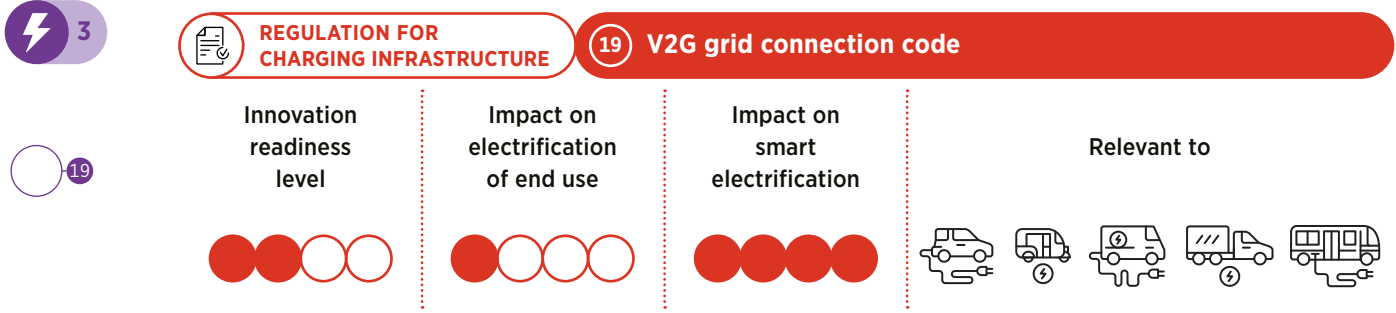 3
REGULATION FOR
CHARGING INFRASTRUCTURE
19 V2G grid connection code
Innovation
readiness
level
Impact on
electrification
of end use
Impact on
smart
electrification
Relevant to
19